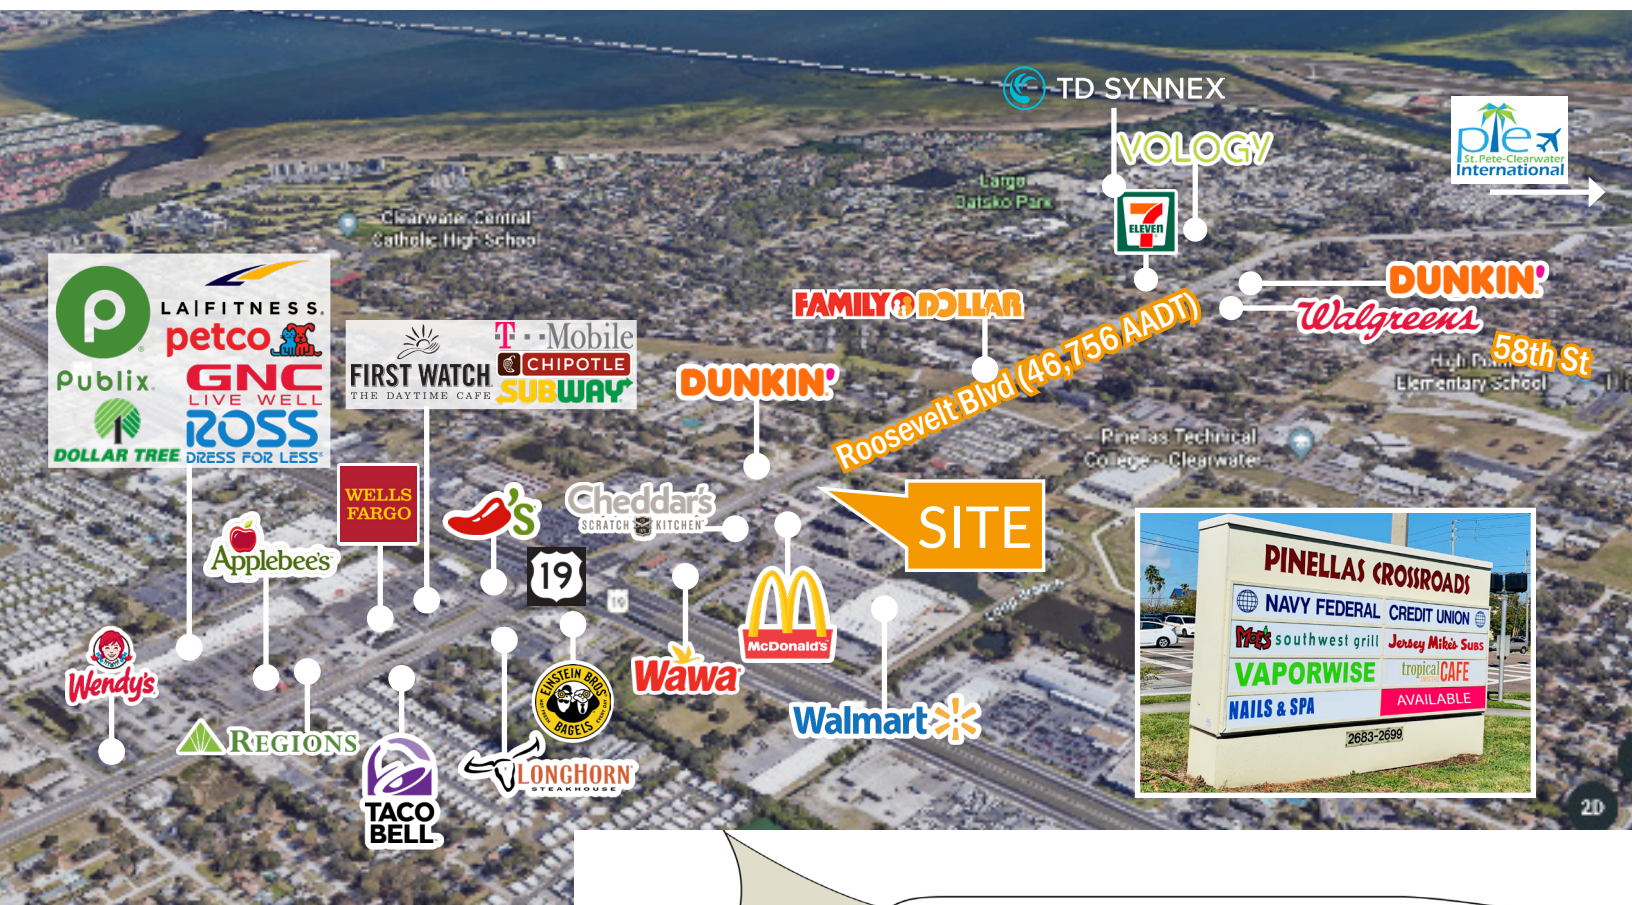 TD SYNNEX
VOLOGY
pie
St. Pete-Clearwater
International
Largo
Datsko Park
Clearwater Central
Catholic High School
7
ELEVEN
DUNKIN'
Walgreens
58th St
FAMILY DOLLAR
Roosevelt Blvd (46,756 AADT)
Elementary School
Pinellas Technical
College - Clearwater
P
Publix
LA|FITNESS.
petco
GNC
LIVE WELL
DOLLAR TREE
ROSS
DRESS FOR LESS®
FIRST WATCH
THE DAYTIME CAFE
T-Mobile
CHIPOTLE
SUBWAY
DUNKIN'
WELLS
FARGO
Applebee's
'S
Cheddar's
SCRATCH KITCHEN
SITE
19
19
McDonald's
Wendy's
Wawa
EINSTEIN BROS
BAGELS
REGIONS
LONGHORN
STEAKHOUSE
Walmart
TACO
BELL
PINELLAS CROSSROADS
NAVY FEDERAL CREDIT UNION
Moe's southwest grill
Jersey Mike's Subs
VAPORWISE
tropical CAFE
NAILS & SPA
AVAILABLE
2683-2699
2D